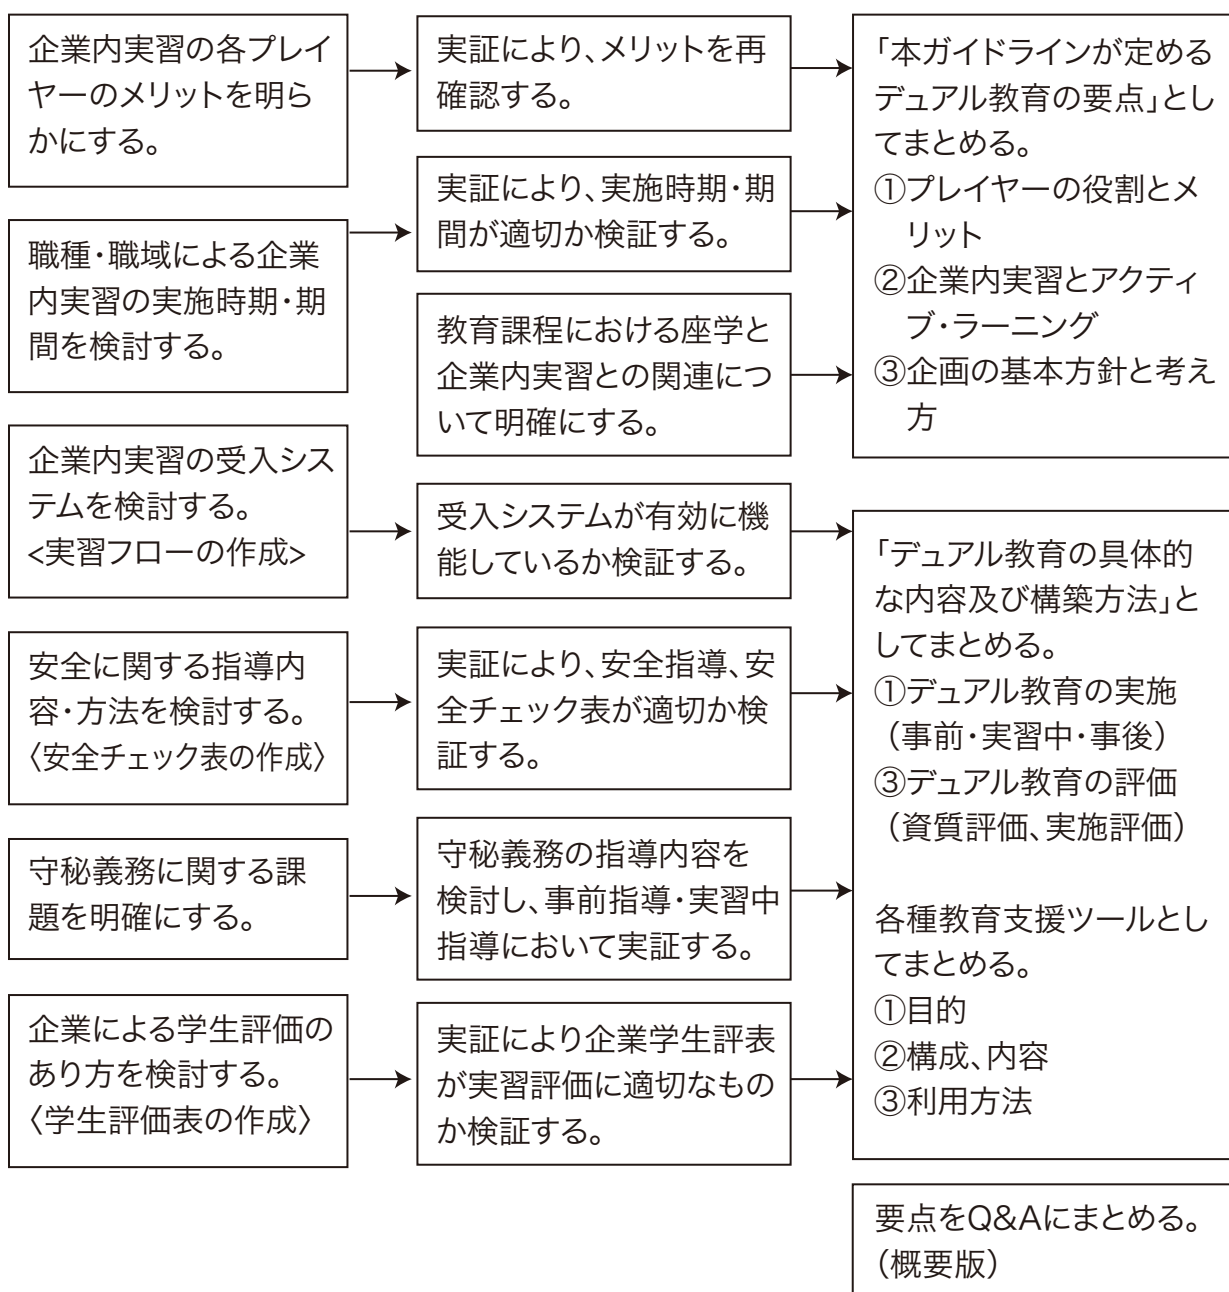 企業内実習の各プレイ
ヤーのメリットを明ら
かにする。
職種・職域による企業
内実習の実施時期・期
間を検討する。
企業内実習の受入シス
テムを検討する。
<実習フローの作成>
安全に関する指導内
容・方法を検討する。
〈安全チェック表の作成〉
守秘義務に関する課
題を明確にする。
企業による学生評価の
あり方を検討する。
〈学生評価表の作成〉
実証により、メリットを再
確認する。
実証により、実施時期・期
間が適切か検証する。
教育課程における座学と
企業内実習との関連につ
いて明確にする。
受入システムが有効に機
能しているか検証する。
実証により、安全指導、安
全チェック表が適切か検
証する。
守秘義務の指導内容を
検討し、事前指導・実習中
指導において実証する。
実証により企業学生評表
が実習評価に適切なもの
か検証する。
「本ガイドラインが定める
デュアル教育の要点」とし
てまとめる。
①プレイヤーの役割とメ
リット
②企業内実習とアクティ
ブ・ラーニング
③企画の基本方針と考え
方
「デュアル教育の具体的
な内容及び構築方法」と
してまとめる。
①デュアル教育の実施
（事前・実習中・事後）
③デュアル教育の評価
（資質評価、実施評価）
各種教育支援ツールとし
てまとめる。
①目的
②構成、内容
③利用方法
要点をQ&Aにまとめる。
（概要版）